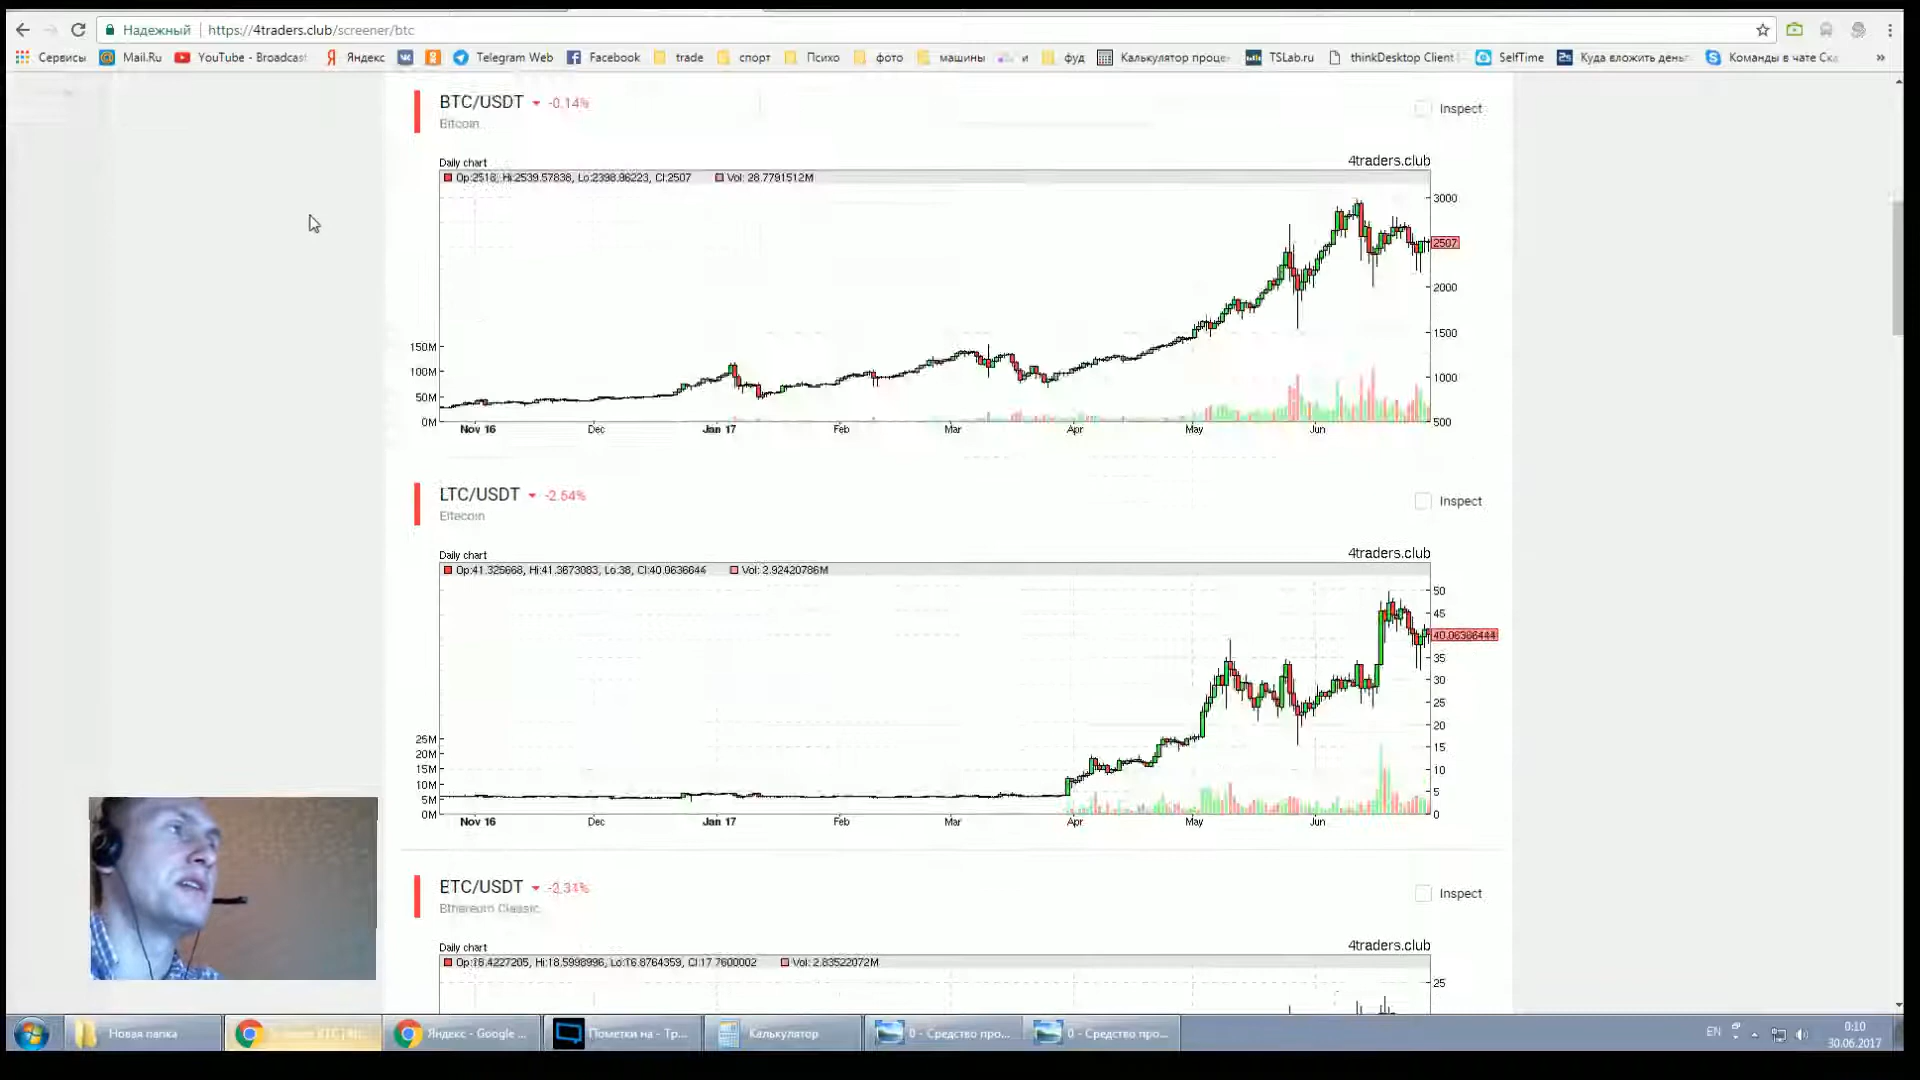 Надежный https://4traders.club/screener/btc
Сервисы Mail.Ru YouTube - Broadcast Яндекс Telegram Web Facebook trade спорт Психо фото машины и фуд Калькулятор проце TSLab.ru thinkDesktop Client SelfTime Куда вложить деньг Команды в чате Ска »
BTC/USDT -0.14% Inspect
Bitcoin
Daily chart 4traders.club
Op:2518, Hi:2539.57838, Lo:2398.96223, Cl:2507 Vol: 28.7791512M
3000
2507
2000
1500
150M
100M 1000
50M
0M 500
Nov 16 Dec Jan 17 Feb Mar Apr May Jun
LTC/USDT -2.54% Inspect
Daily chart 4traders.club
Op:41.325668, Hi:41.3673083, Lo:38, Cl:40.0636644 Vol: 2.92420786M
50
45
40.06366444
35
30
25
20
25M 15
20M
15M 10
10M
5M 5
0M 0
Nov 16 Dec Jan 17 Feb Mar Apr May Jun
ETC/USDT -2.31% Inspect
Ethereum Classic
Daily chart 4traders.club
Op:18.4227205, Hi:18.5998996, Lo:16.8764359, Cl:17.7600002 Vol: 2.83522072M
25
Новая папка Яндекс - Google ... Пометки на - Тр... Калькулятор 0 - Средство про... 0 - Средство про... EN 0:10
30.06.2017